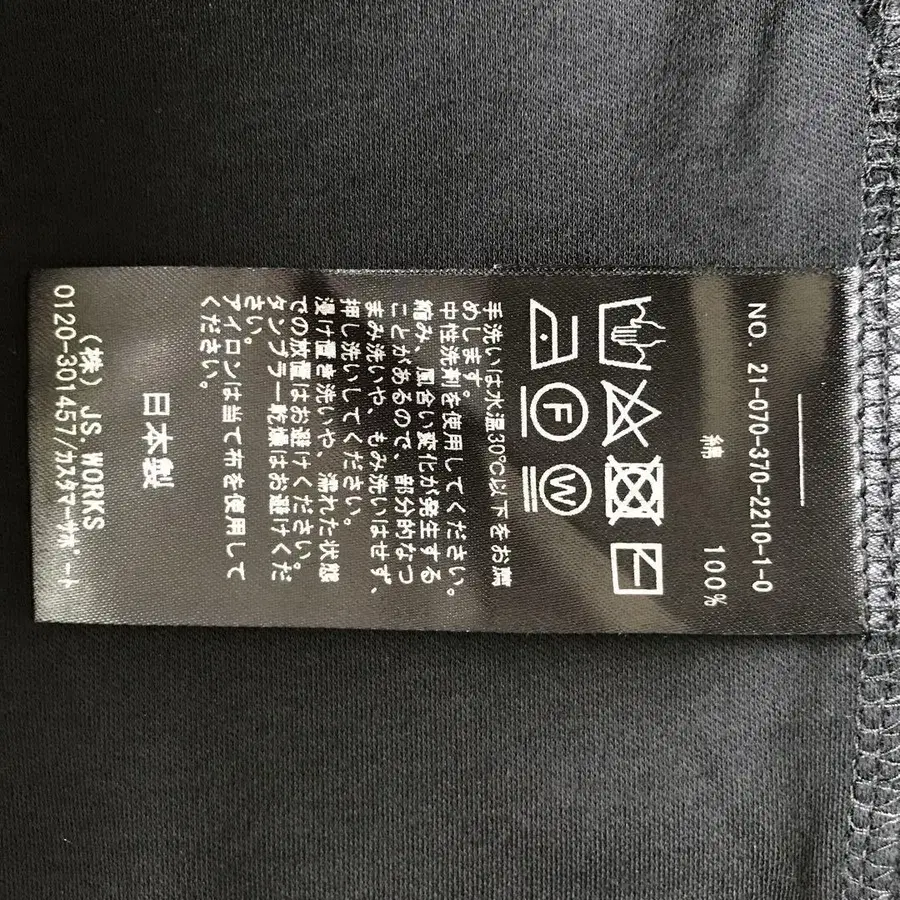 NO. 21-070-370-2210-1-0
綿 100%
F
W
手洗いは水温30℃以下をお薦
めします。
中性洗剤を使用してください。
縮み、風合い変化が発生する
ことがあるので、部分的なつ
まみ洗いや、もみ洗いはせず、
押し洗いしてください。
浸け置き洗いや、濡れた状態
での放置はお避けください。
タンブラー乾燥はお避けくだ
さい。
アイロンは当て布を使用して
ください。
日本製
(株) JS. WORKS
0120-301457/カスタマーサポート